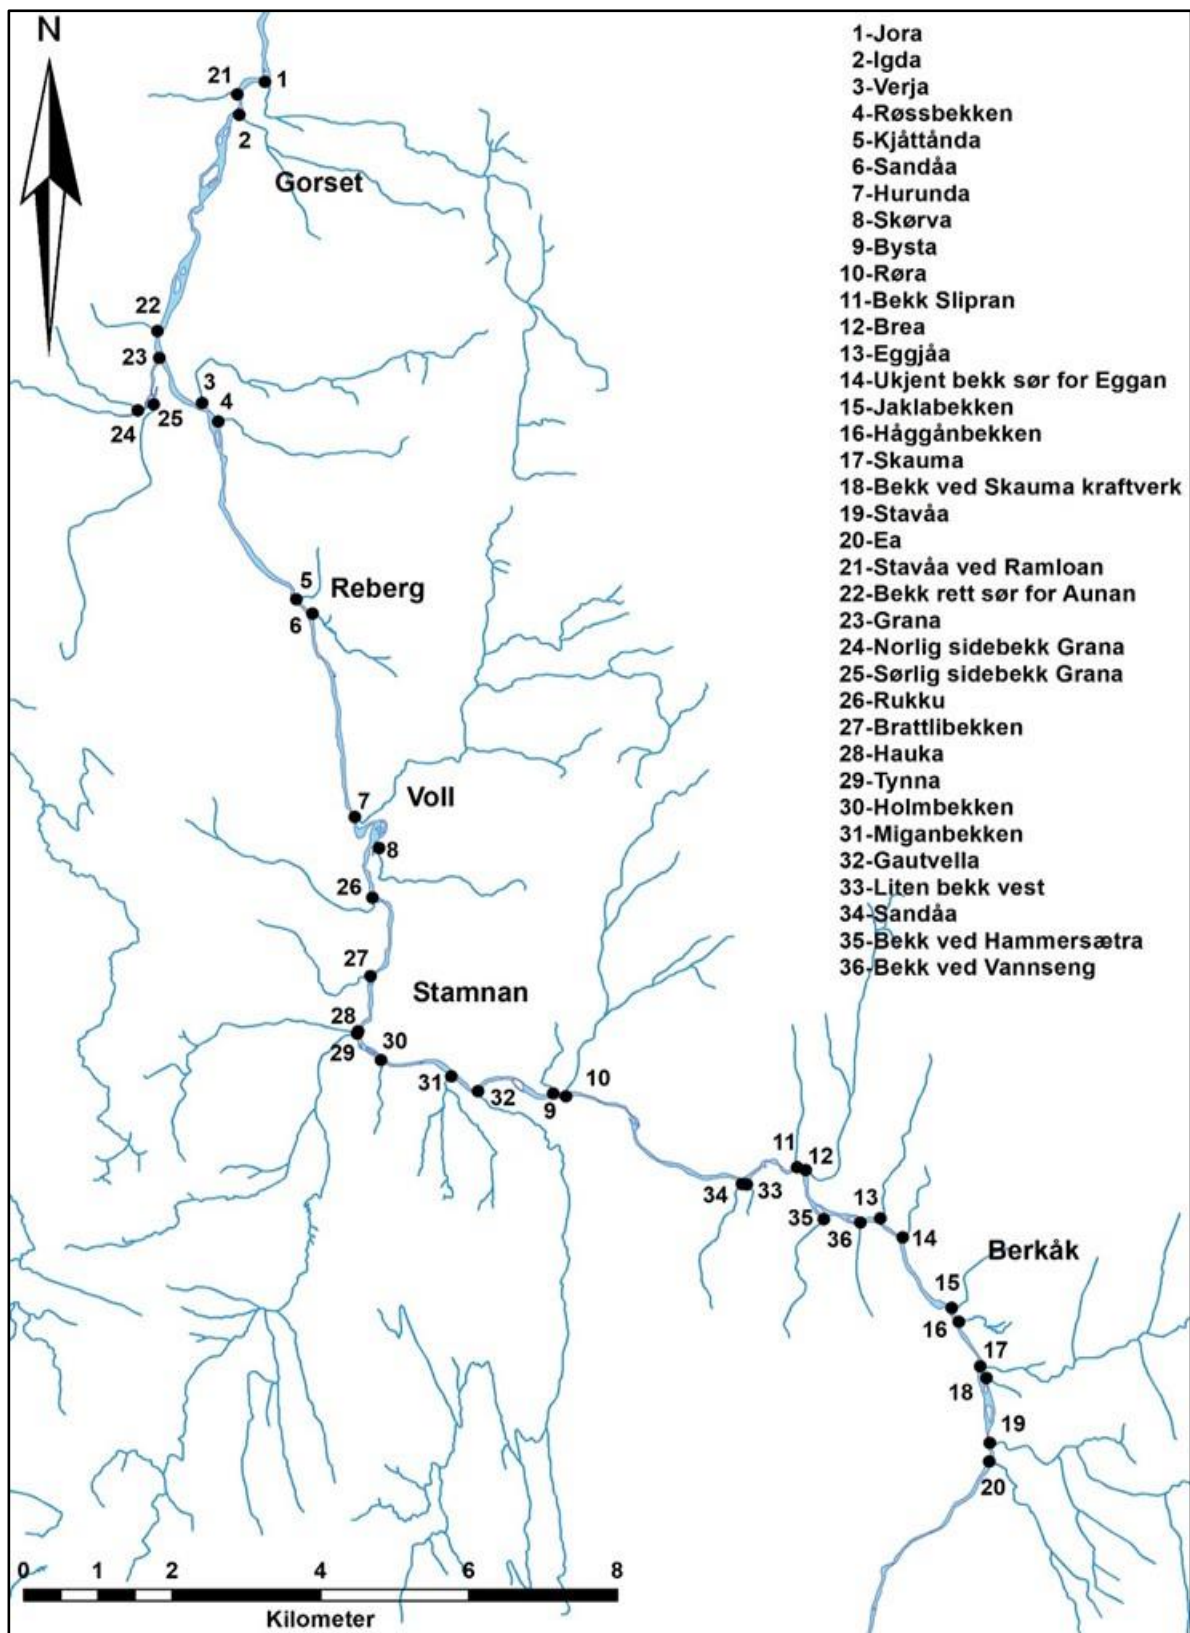 N
1-Jora
2-Igda
3-Verja
4-Røssbekken
5-Kjåttånda
6-Sandåa
7-Hurunda
8-Skørva
9-Bysta
10-Røra
11-Bekk Slipran
12-Brea
13-Eggjåa
14-Ukjent bekk sør for Eggan
15-Jaklabekken
16-Håggånbekken
17-Skauma
18-Bekk ved Skauma kraftverk
19-Stavåa
20-Ea
21-Stavåa ved Ramloan
22-Bekk rett sør for Aunan
23-Grana
24-Norlig sidebekk Grana
25-Sørlig sidebekk Grana
26-Rukku
27-Brattlibekken
28-Hauka
29-Tynna
30-Holmbekken
31-Miganbekken
32-Gautvella
33-Liten bekk vest
34-Sandåa
35-Bekk ved Hammersætra
36-Bekk ved Vannseng
21
1
2
Gorset
22
23
3
4
24
25
5
Reberg
6
7
Voll
8
26
27
Stamnan
28
30
29
31
32
9
10
11
12
34
33
13
35
36
14
Berkåk
15
16
17
18
19
20
0 1 2 4 6 8
Kilometer